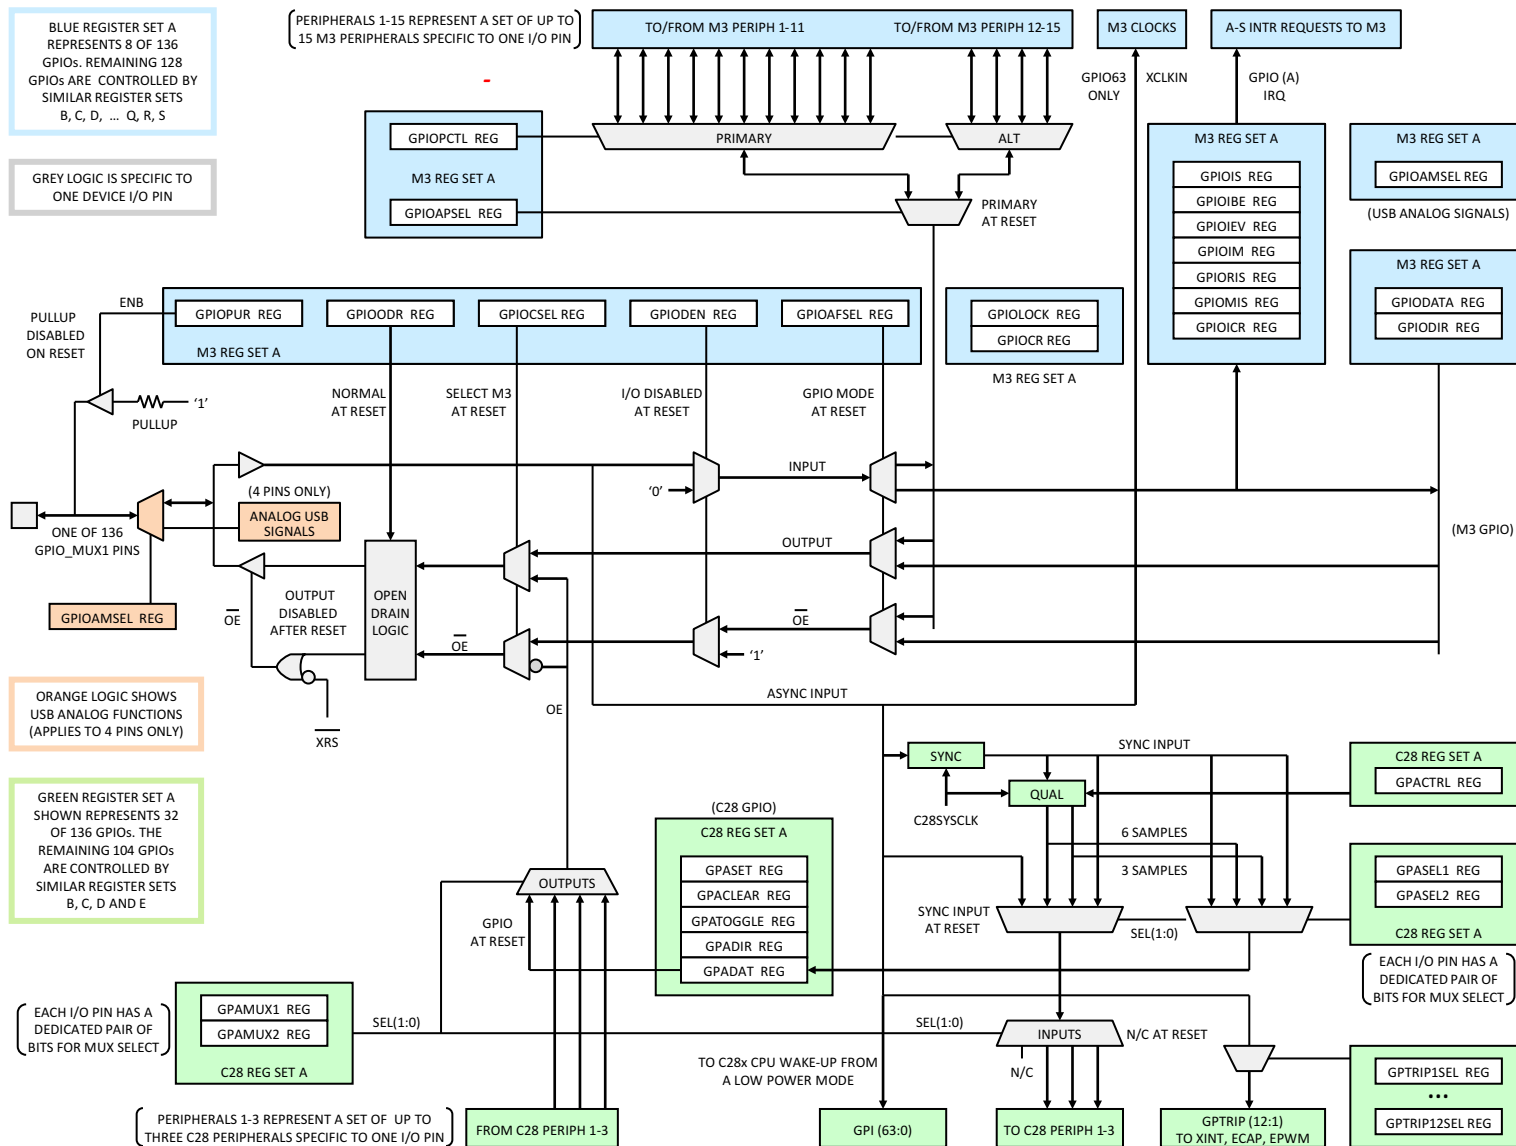 BLUE REGISTER SET A
REPRESENTS 8 OF 136
GPIOs. REMAINING 128
GPIOs ARE CONTROLLED BY
SIMILAR REGISTER SETS
B, C, D, ... Q, R, S
PERIPHERALS 1-15 REPRESENT A SET OF UP TO
15 M3 PERIPHERALS SPECIFIC TO ONE I/O PIN
-
TO/FROM M3 PERIPH 1-11
TO/FROM M3 PERIPH 12-15
M3 CLOCKS
A-S INTR REQUESTS TO M3
GPIO63
ONLY
XCLKIN
GPIO (A)
IRQ
GREY LOGIC IS SPECIFIC TO
ONE DEVICE I/O PIN
GPIOPCTL REG
M3 REG SET A
GPIOAPSEL REG
PRIMARY
ALT
PRIMARY
AT RESET
M3 REG SET A
GPIOIS REG
GPIOIBE REG
GPIOIEV REG
GPIOIM REG
GPIORIS REG
GPIOMIS REG
GPIOICR REG
M3 REG SET A
GPIOAMSEL REG
(USB ANALOG SIGNALS)
M3 REG SET A
GPIODATA REG
GPIODIR REG
ENB
PULLUP
DISABLED
ON RESET
GPIOPUR REG
GPIOODR REG
GPIOCSEL REG
GPIODEN REG
GPIOAFSEL REG
M3 REG SET A
GPIOLOCK REG
GPIOCR REG
M3 REG SET A
NORMAL
AT RESET
SELECT M3
AT RESET
I/O DISABLED
AT RESET
GPIO MODE
AT RESET
'1'
PULLUP
INPUT
'0'
(4 PINS ONLY)
ANALOG USB
SIGNALS
ONE OF 136
GPIO_MUX1 PINS
OUTPUT
(M3 GPIO)
GPIOAMSEL REG
OE
OUTPUT
DISABLED
AFTER RESET
OPEN
DRAIN
LOGIC
OE
OE
'1'
ORANGE LOGIC SHOWS
USB ANALOG FUNCTIONS
(APPLIES TO 4 PINS ONLY)
XRS
OE
ASYNC INPUT
SYNC
SYNC INPUT
QUAL
C28SYSCLK
C28 REG SET A
GPACTRL REG
GREEN REGISTER SET A
SHOWN REPRESENTS 32
OF 136 GPIOs. THE
REMAINING 104 GPIOs
ARE CONTROLLED BY
SIMILAR REGISTER SETS
B, C, D AND E
(C28 GPIO)
C28 REG SET A
GPASET REG
GPACLEAR REG
GPATOGGLE REG
GPADIR REG
GPADAT REG
6 SAMPLES
3 SAMPLES
GPASEL1 REG
GPASEL2 REG
C28 REG SET A
OUTPUTS
GPIO
AT RESET
SYNC INPUT
AT RESET
SEL(1:0)
EACH I/O PIN HAS A
DEDICATED PAIR OF
BITS FOR MUX SELECT
EACH I/O PIN HAS A
DEDICATED PAIR OF
BITS FOR MUX SELECT
GPAMUX1 REG
GPAMUX2 REG
C28 REG SET A
SEL(1:0)
SEL(1:0)
INPUTS
N/C AT RESET
N/C
TO C28x CPU WAKE-UP FROM
A LOW POWER MODE
GPTRIP1SEL REG
...
GPTRIP12SEL REG
PERIPHERALS 1-3 REPRESENT A SET OF UP TO
THREE C28 PERIPHERALS SPECIFIC TO ONE I/O PIN
FROM C28 PERIPH 1-3
GPI (63:0)
TO C28 PERIPH 1-3
GPTRIP (12:1)
TO XINT, ECAP, EPWM